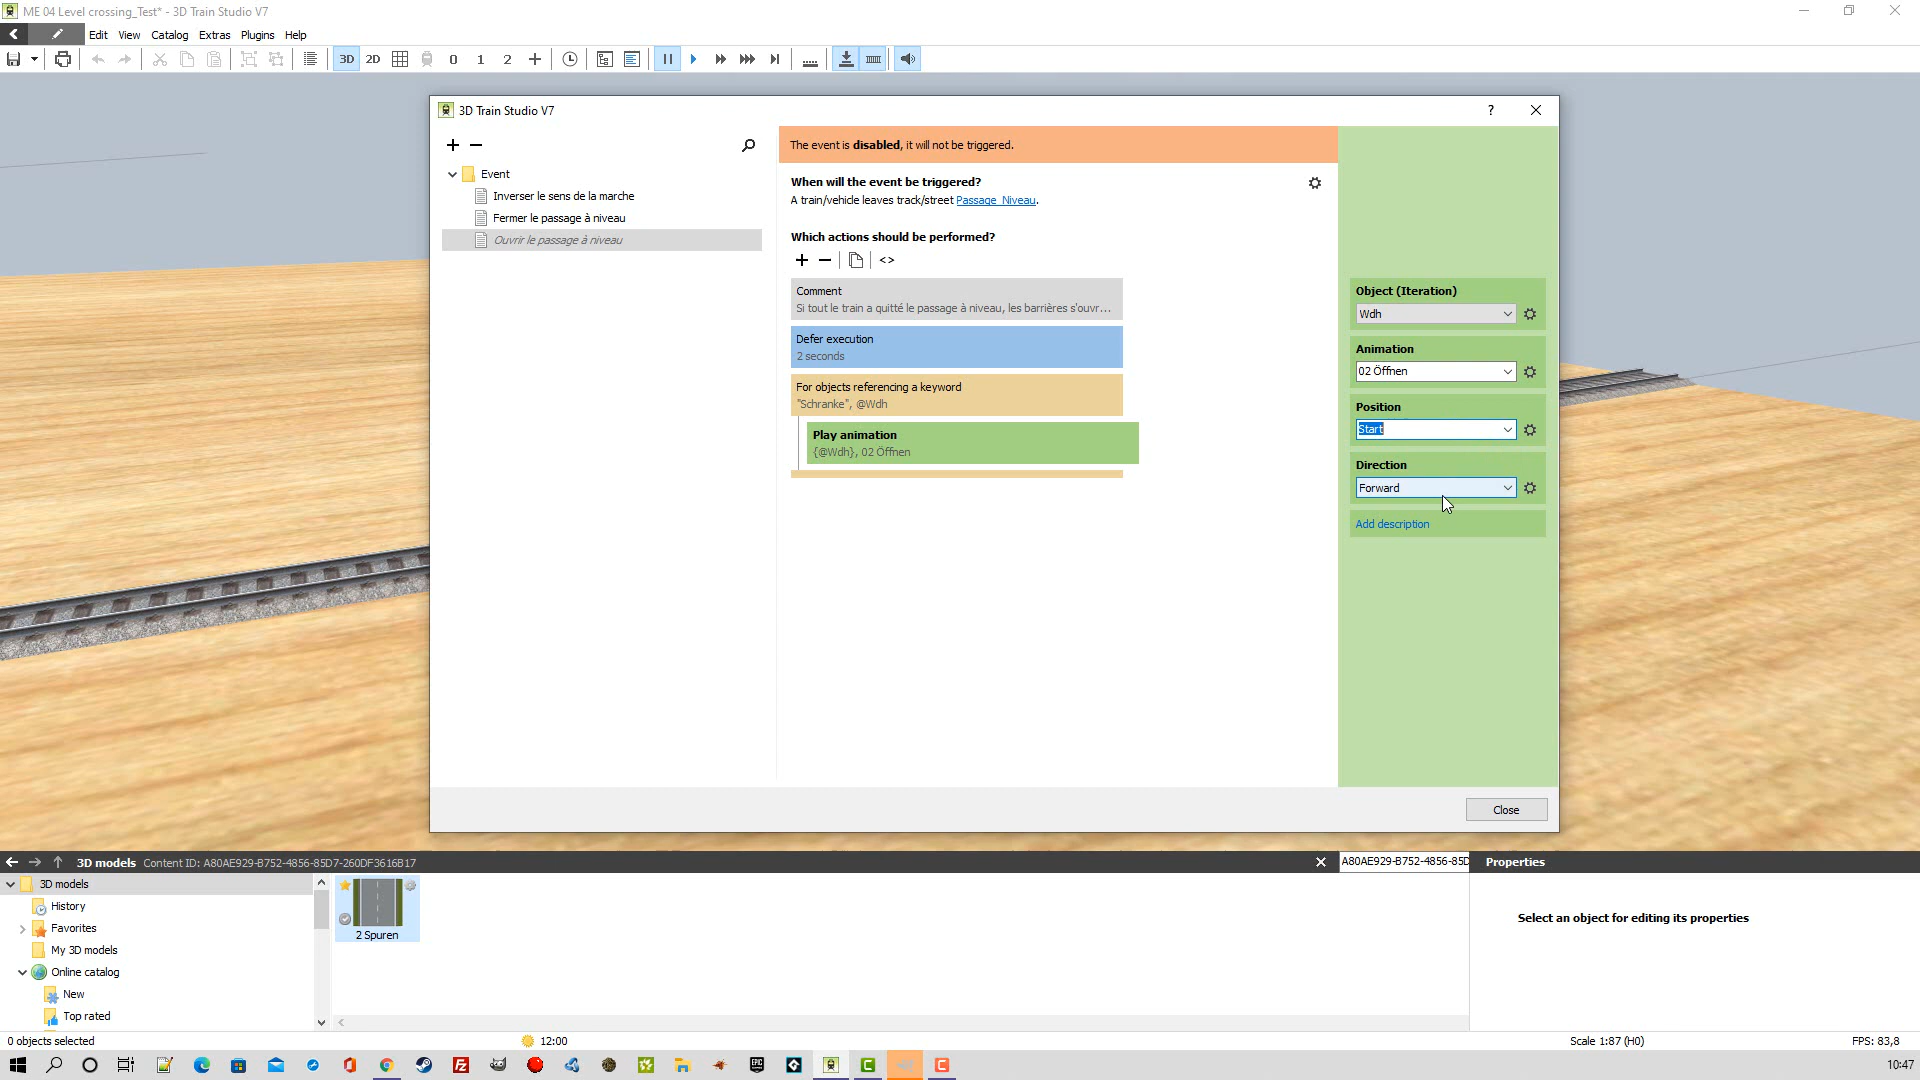 ME 04 Level crossing_Test* - 3D Train Studio V7
Edit View Catalog Extras Plugins Help
3D 2D 0 1 2
3D Train Studio V7
?
Event
Inverser le sens de la marche
Fermer le passage à niveau
Ouvrir le passage à niveau
The event is disabled, it will not be triggered.
When will the event be triggered?
A train/vehicle leaves track/street Passage_Niveau.
Which actions should be performed?
<>
Comment
Si tout le train a quitté le passage à niveau, les barrières s'ouvr...
Defer execution
2 seconds
For objects referencing a keyword
"Schranke", @Wdh
Play animation
{@Wdh}, 02 Öffnen
Object (Iteration)
Wdh
Animation
02 Öffnen
Position
Start
Direction
Forward
Add description
Close
3D models Content ID: A80AE929-B752-4856-85D7-260DF3616B17
A80AE929-B752-4856-85D
Properties
3D models
History
Favorites
My 3D models
Online catalog
New
Top rated
2 Spuren
Select an object for editing its properties
0 objects selected
12:00
Scale 1:87 (H0)
FPS: 83,8
10:47